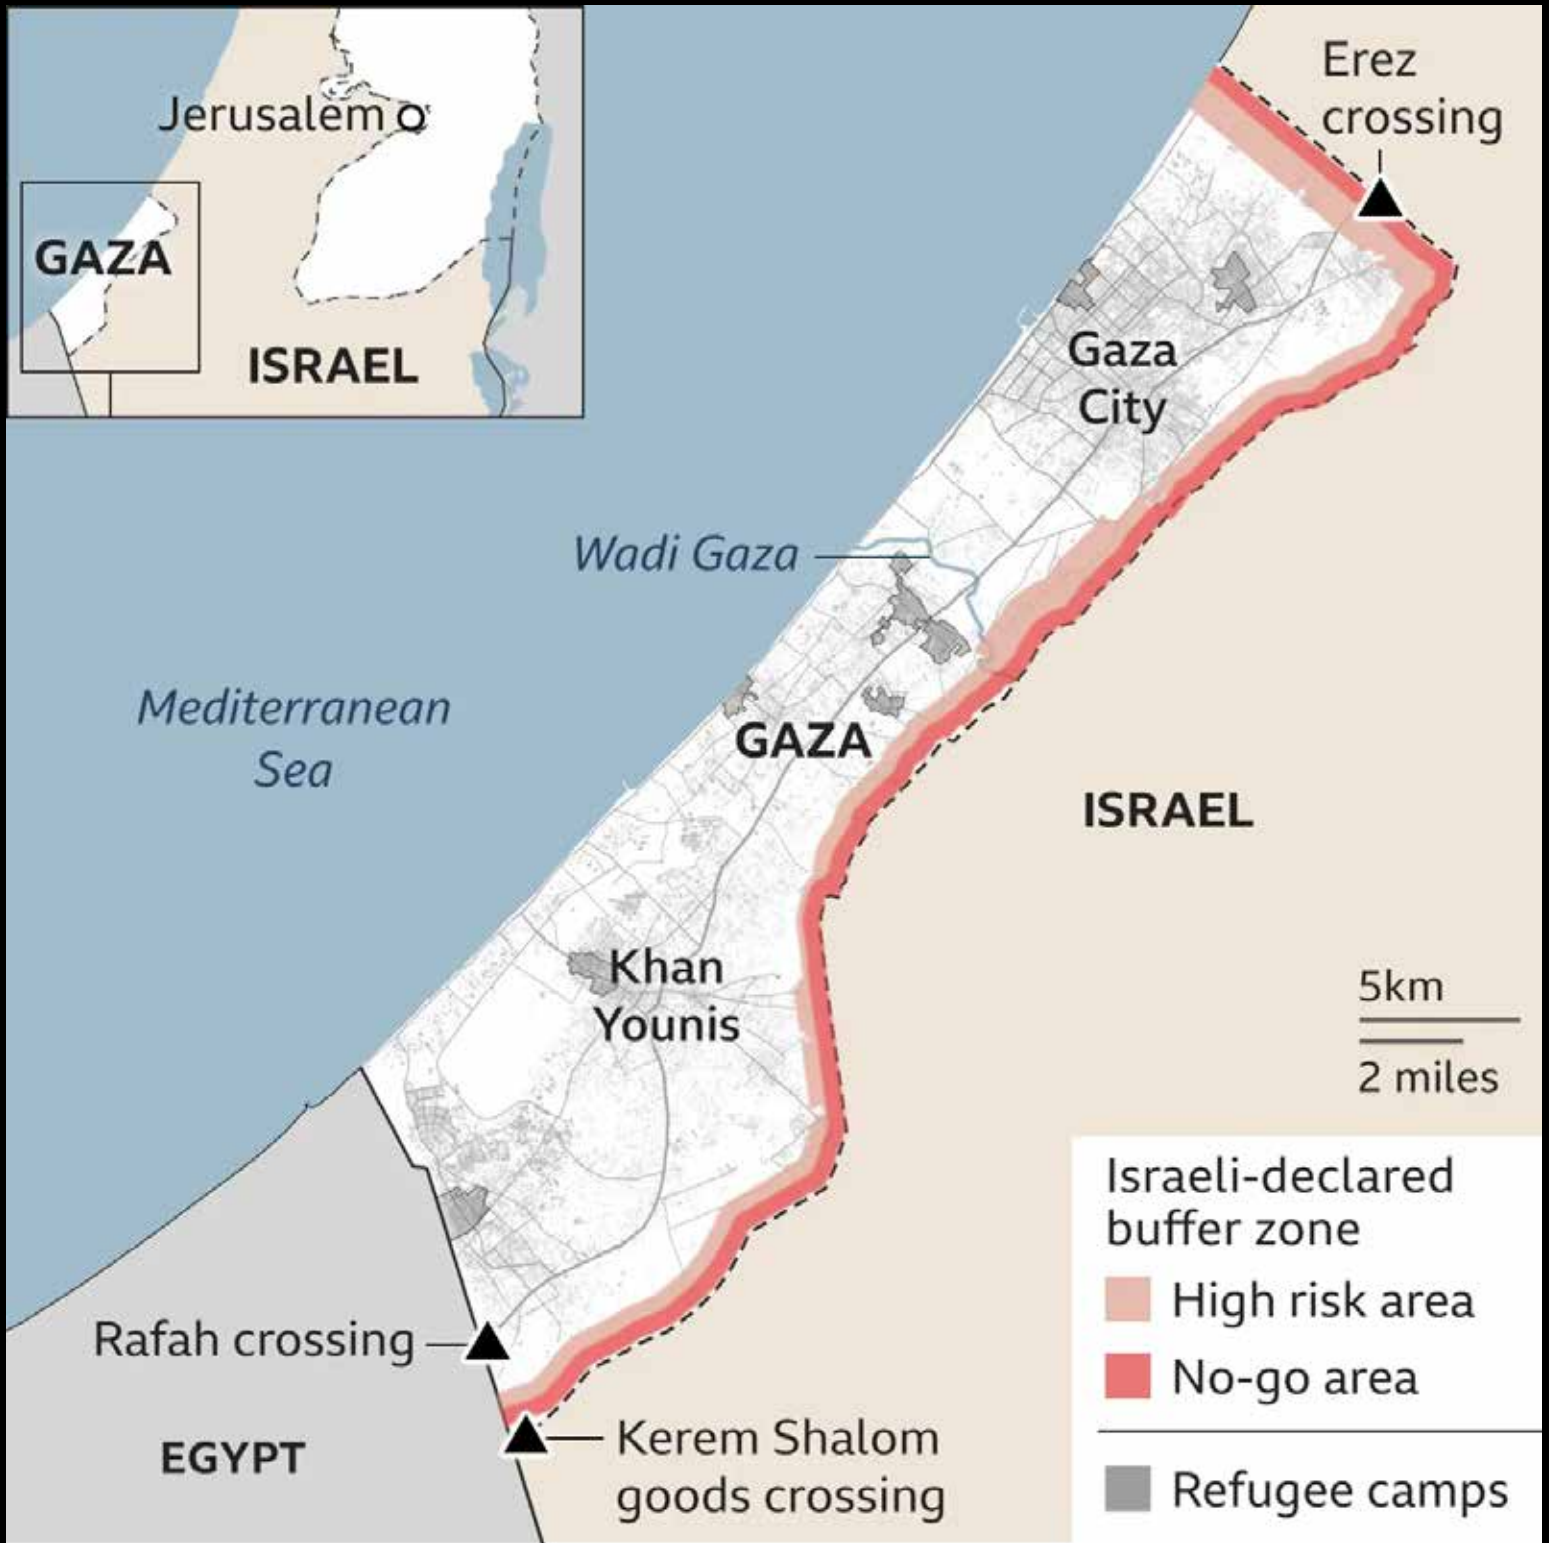 Jerusalem
GAZA
ISRAEL
Erez
crossing
Gaza
City
Wadi Gaza
Mediterranean
Sea
GAZA
ISRAEL
Khan
Younis
5km
2 miles
Rafah crossing
EGYPT
Kerem Shalom
goods crossing
Israeli-declared
buffer zone
High risk area
No-go area
Refugee camps